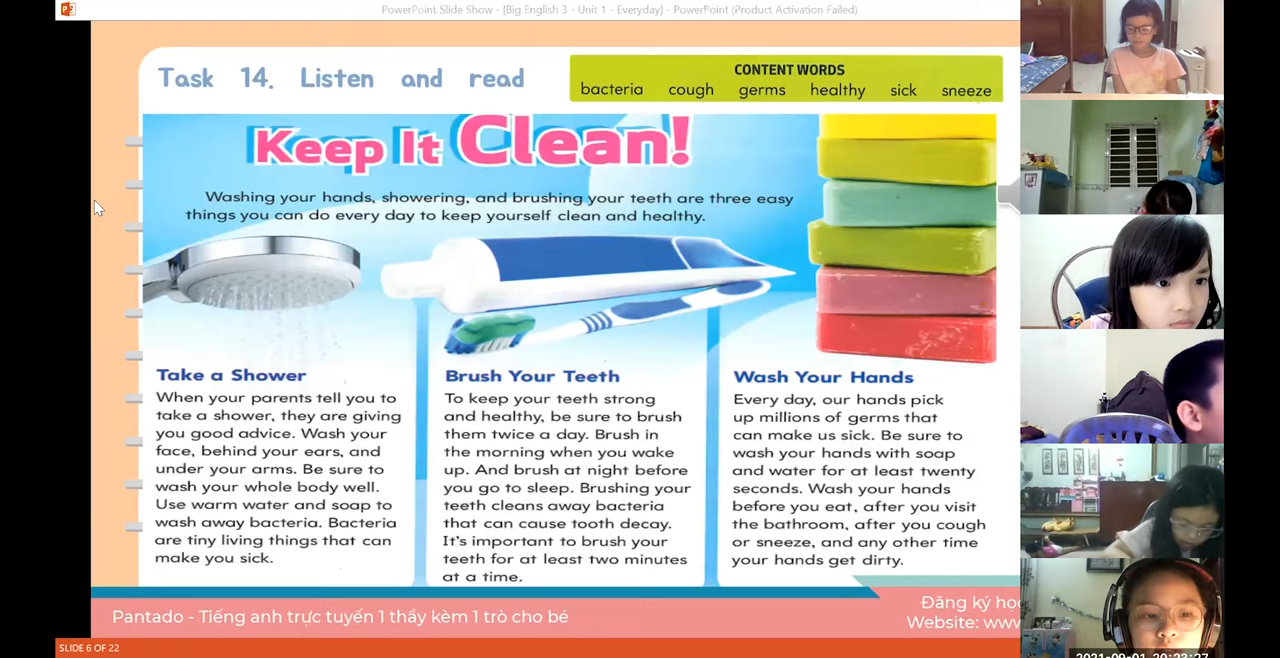 PowerPoint Slide Show - [Big English 3 - Unit 1 - Everyday] - PowerPoint (Product Activation Failed)
Task 14. Listen and read
CONTENT WORDS
bacteria cough germs healthy sick sneeze
Keep It Clean!
Washing your hands, showering, and brushing your teeth are three easy
things you can do every day to keep yourself clean and healthy.
Take a Shower
When your parents tell you to
take a shower, they are giving
you good advice. Wash your
face, behind your ears, and
under your arms. Be sure to
wash your whole body well.
Use warm water and soap to
wash away bacteria. Bacteria
are tiny living things that can
make you sick.
Brush Your Teeth
To keep your teeth strong
and healthy, be sure to brush
them twice a day. Brush in
the morning when you wake
up. And brush at night before
you go to sleep. Brushing your
teeth cleans away bacteria
that can cause tooth decay.
It's important to brush your
teeth for at least two minutes
at a time.
Wash Your Hands
Every day, our hands pick
up millions of germs that
can make us sick. Be sure to
wash your hands with soap
and water for at least twenty
seconds. Wash your hands
before you eat, after you visit
the bathroom, after you cough
or sneeze, and any other time
your hands get dirty.
Pantado - Tiếng anh trực tuyến 1 thầy kèm 1 trò cho bé
Đăng ký
Website: www
SLIDE 6 OF 22
2021-09-01 20:23:27